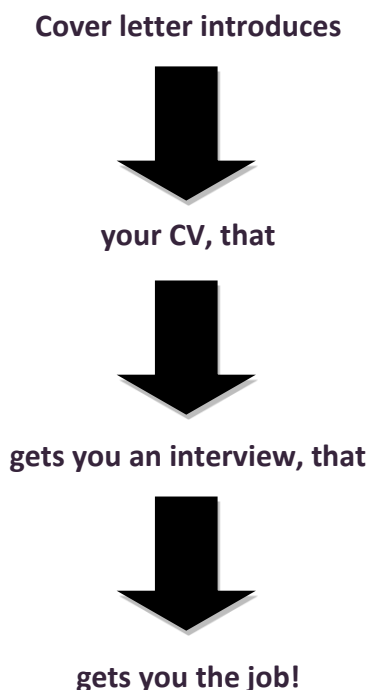 Cover letter introduces
your CV, that
gets you an interview, that
gets you the job!